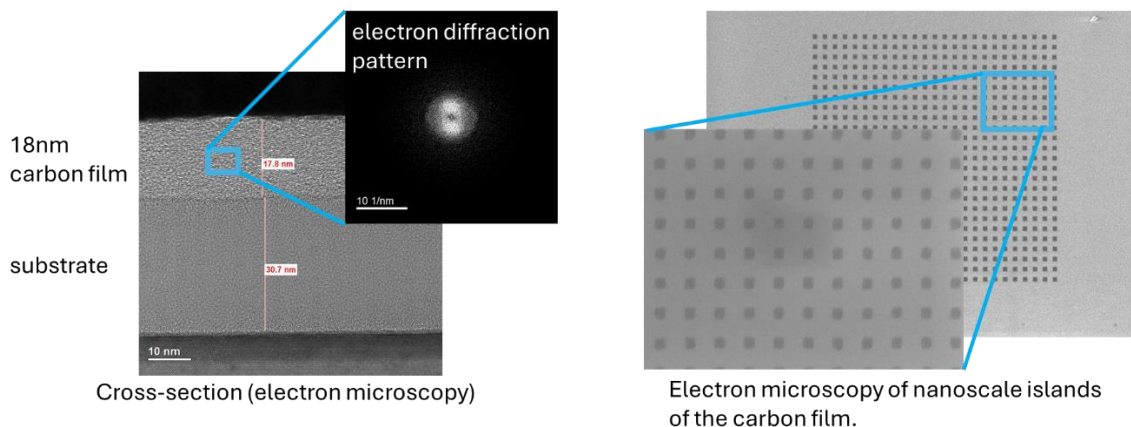 electron diffraction
pattern
18nm
carbon film
17.8 nm
10 1/nm
substrate
30.7 nm
10 nm
Cross-section (electron microscopy)
Electron microscopy of nanoscale islands
of the carbon film.